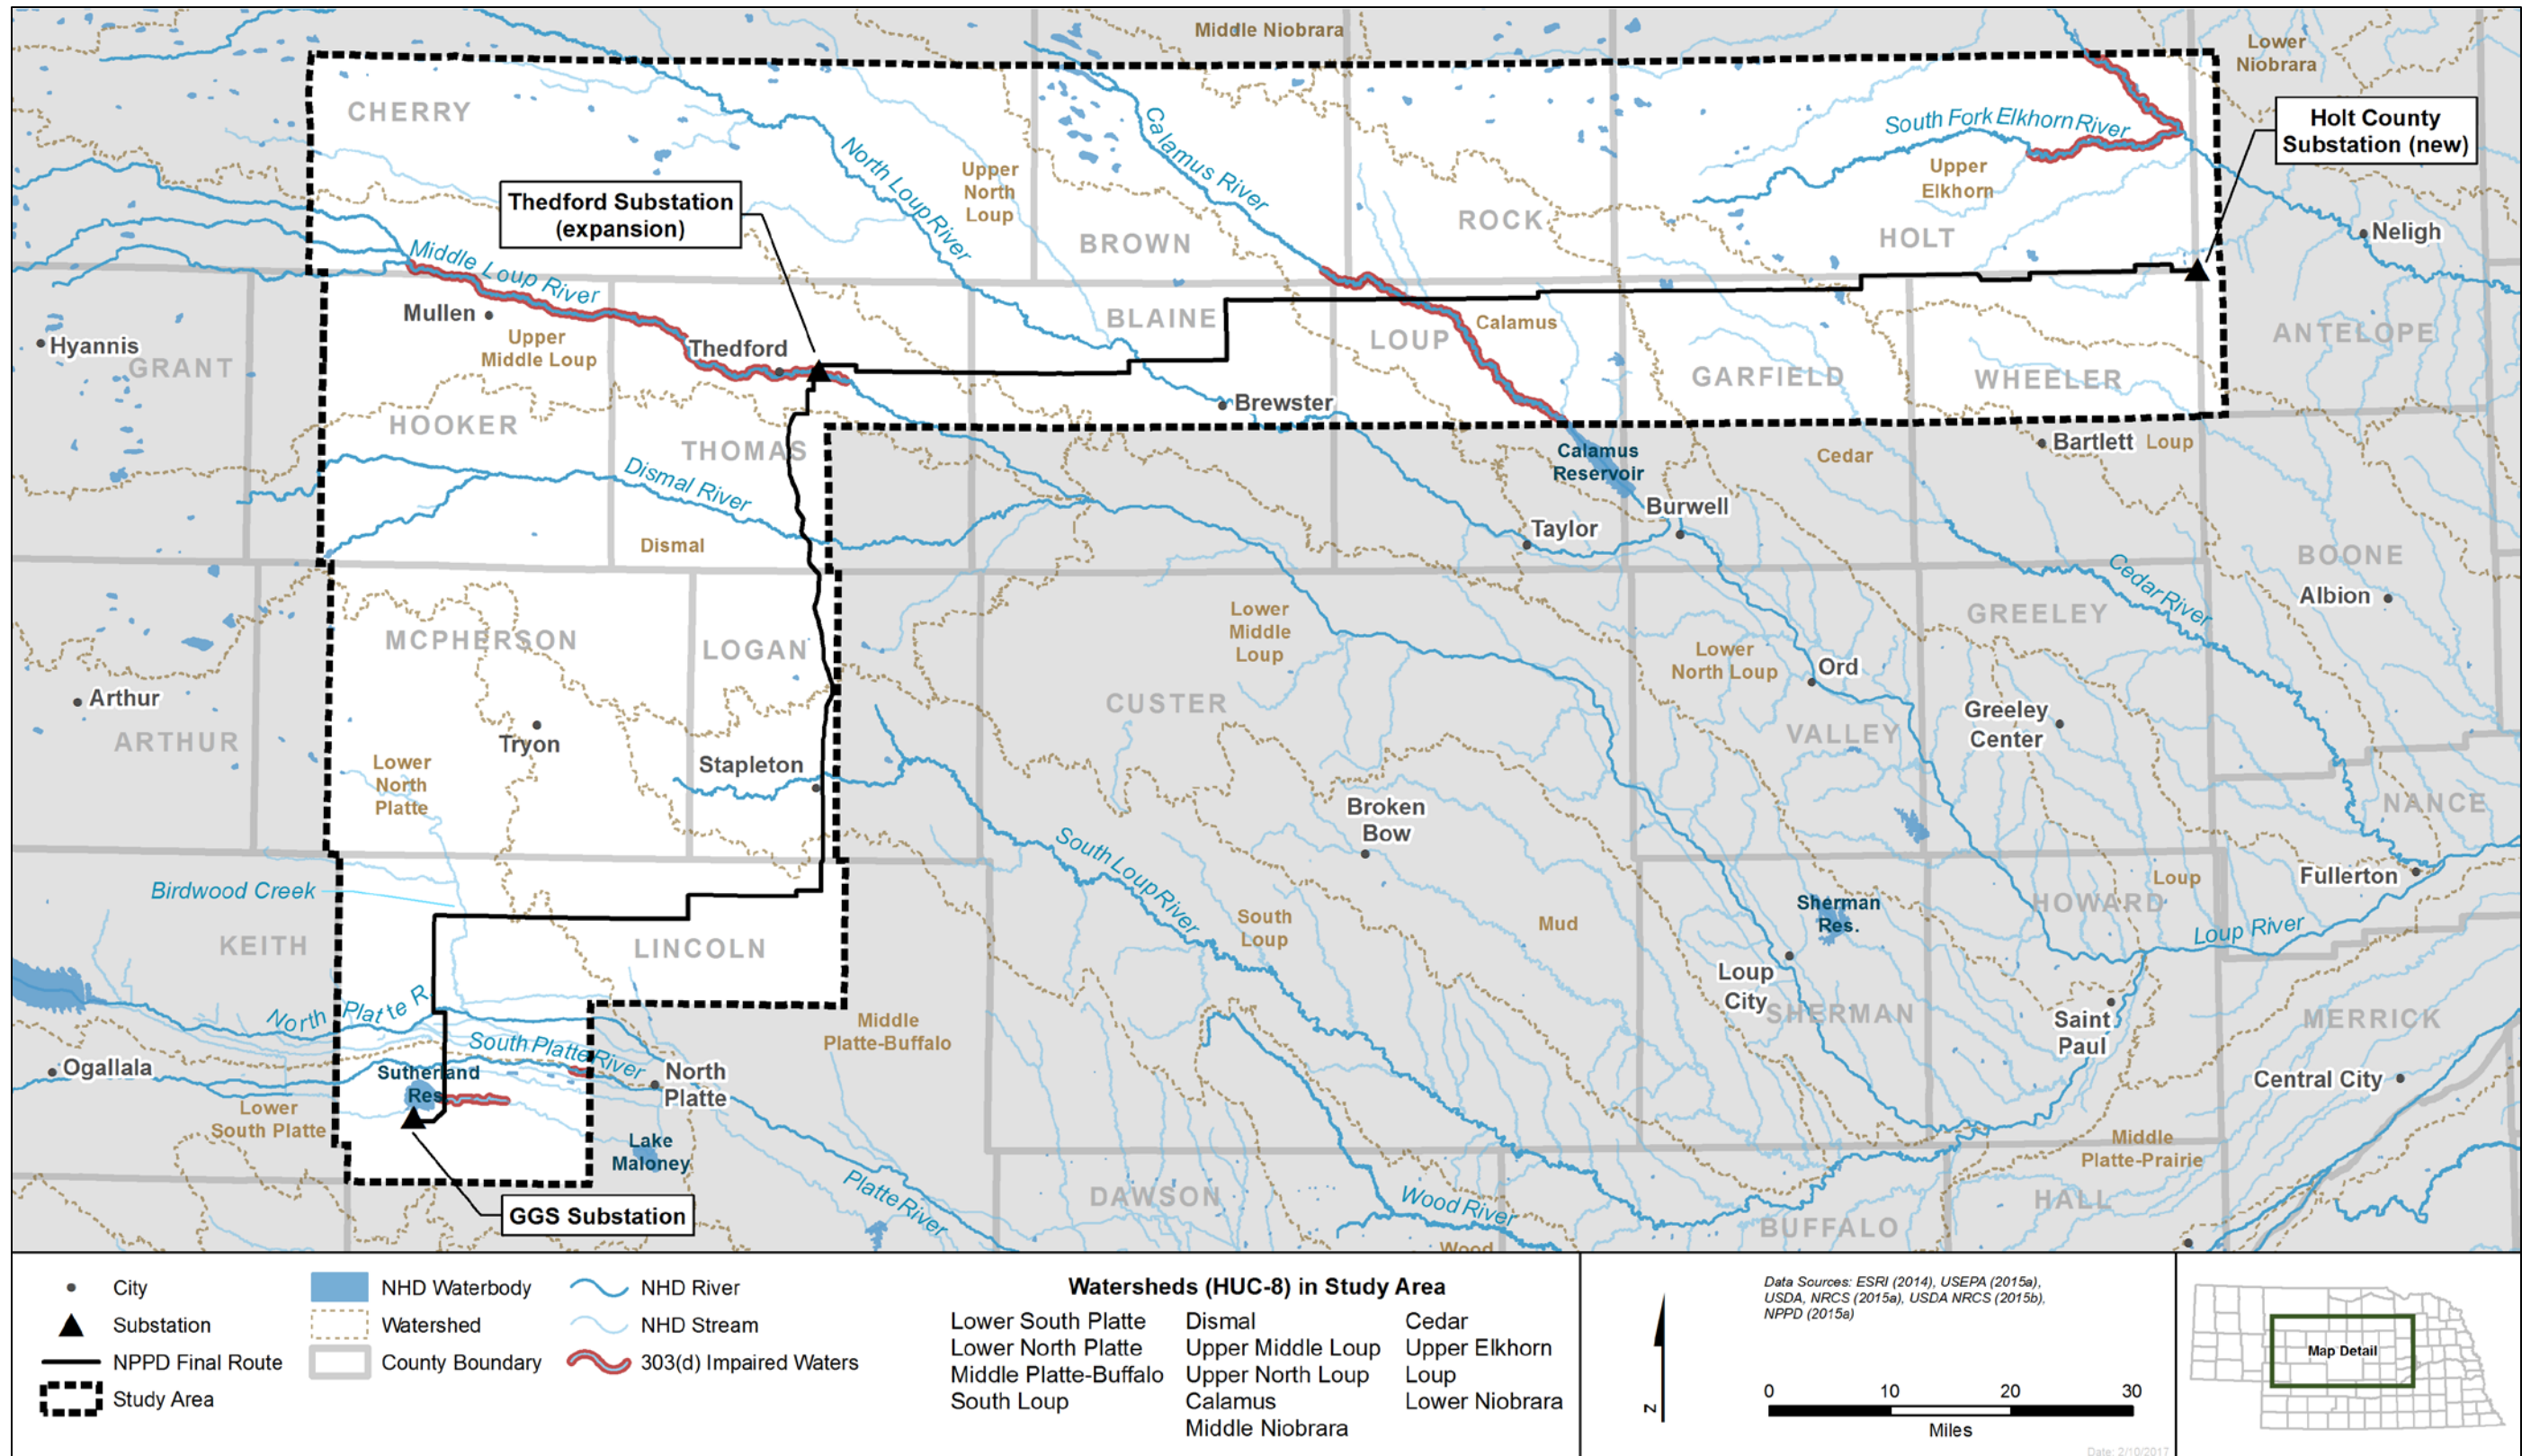 Middle Niobrara
Lower
Niobrara
CHERRY
Calamus River
South Fork Elkhorn River
Holt County
Substation (new)
North Loup River
Upper
North
Loup
Upper
Elkhorn
Thedford Substation
(expansion)
ROCK
BROWN
HOLT
Neligh
Middle Loup River
Mullen
BLAINE
Calamus
Upper
Middle Loup
Thedford
LOUP
ANTELOPE
Hyannis
GRANT
GARFIELD
WHEELER
Brewster
HOOKER
THOMAS
Bartlett
Loup
Calamus
Reservoir
Cedar
Dismal River
Burwell
Taylor
Dismal
BOONE
Cedar River
Albion
Lower
Middle
Loup
GREELEY
MCPHERSON
LOGAN
Lower
North Loup
Ord
Arthur
CUSTER
Greeley
Center
ARTHUR
Tryon
VALLEY
Lower
North
Platte
Stapleton
Broken
Bow
NANCE
South Loup River
Birdwood Creek
Loup
Fullerton
Sherman
Res.
HOWARD
South
Loup
Mud
Loup River
KEITH
LINCOLN
Loup
City
SHERMAN
North Platte R.
Middle
Platte-Buffalo
Saint
Paul
MERRICK
South Platte River
Ogallala
Sutherland
Res.
North
Platte
Central City
Lower
South Platte
Lake
Maloney
Middle
Platte-Prairie
Platte River
DAWSON
Wood River
HALL
GGS Substation
BUFFALO
Wood
City
Substation
NPPD Final Route
Study Area
NHD Waterbody
Watershed
County Boundary
NHD River
NHD Stream
303(d) Impaired Waters
Watersheds (HUC-8) in Study Area
Lower South Platte
Lower North Platte
Middle Platte-Buffalo
South Loup
Dismal
Upper Middle Loup
Upper North Loup
Calamus
Middle Niobrara
Cedar
Upper Elkhorn
Loup
Lower Niobrara
N
Data Sources: ESRI (2014), USEPA (2015a),
USDA, NRCS (2015a), USDA NRCS (2015b),
NPPD (2015a)
0 10 20 30
Miles
Map Detail
Date: 2/10/2017